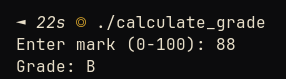 ◄ 22s ◎ ./calculate_grade
Enter mark (0-100): 88
Grade: B